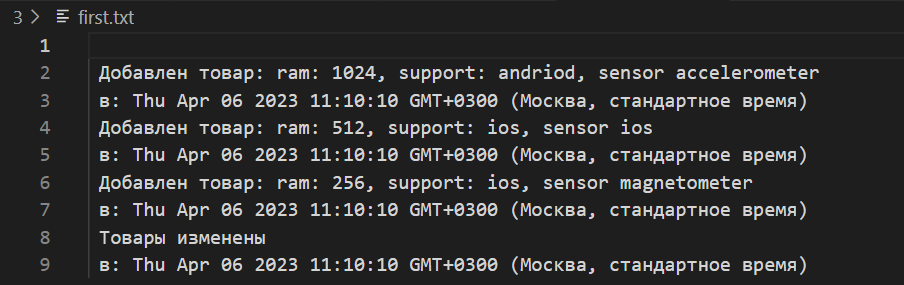 3 > first.txt
1
2 Добавлен товар: ram: 1024, support: andriod, sensor accelerometer
3 в: Thu Apr 06 2023 11:10:10 GMT+0300 (Москва, стандартное время)
4 Добавлен товар: ram: 512, support: ios, sensor ios
5 в: Thu Apr 06 2023 11:10:10 GMT+0300 (Москва, стандартное время)
6 Добавлен товар: ram: 256, support: ios, sensor magnetometer
7 в: Thu Apr 06 2023 11:10:10 GMT+0300 (Москва, стандартное время)
8 Товары изменены
9 в: Thu Apr 06 2023 11:10:10 GMT+0300 (Москва, стандартное время)